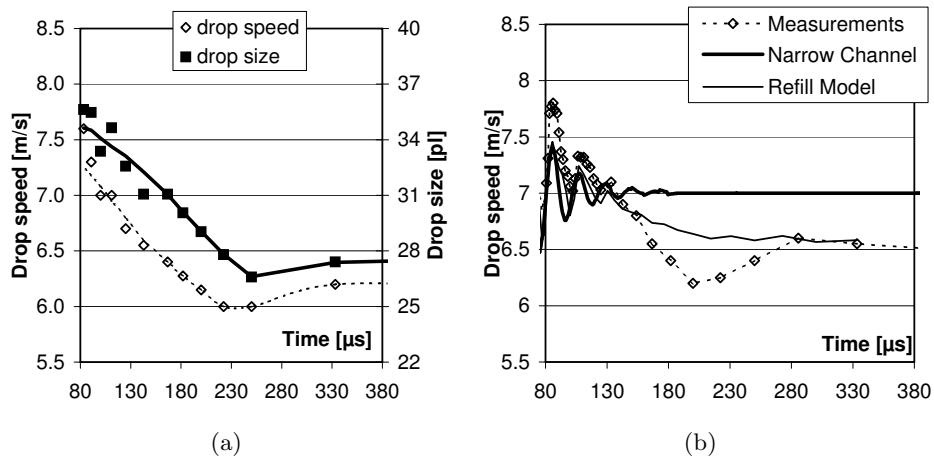 8.5
8.0
7.5
7.0
6.5
6.0
5.5
Drop speed [m/s]
drop speed
drop size
40
37
34
31
28
25
22
Drop size [pl]
Time [µs]
80 130 180 230 280 330 380
(a)
8.5
8
7.5
7
6.5
6
5.5
Drop speed [m/s]
Measurements
Narrow Channel
Refill Model
Time [µs]
80 130 180 230 280 330 380
(b)